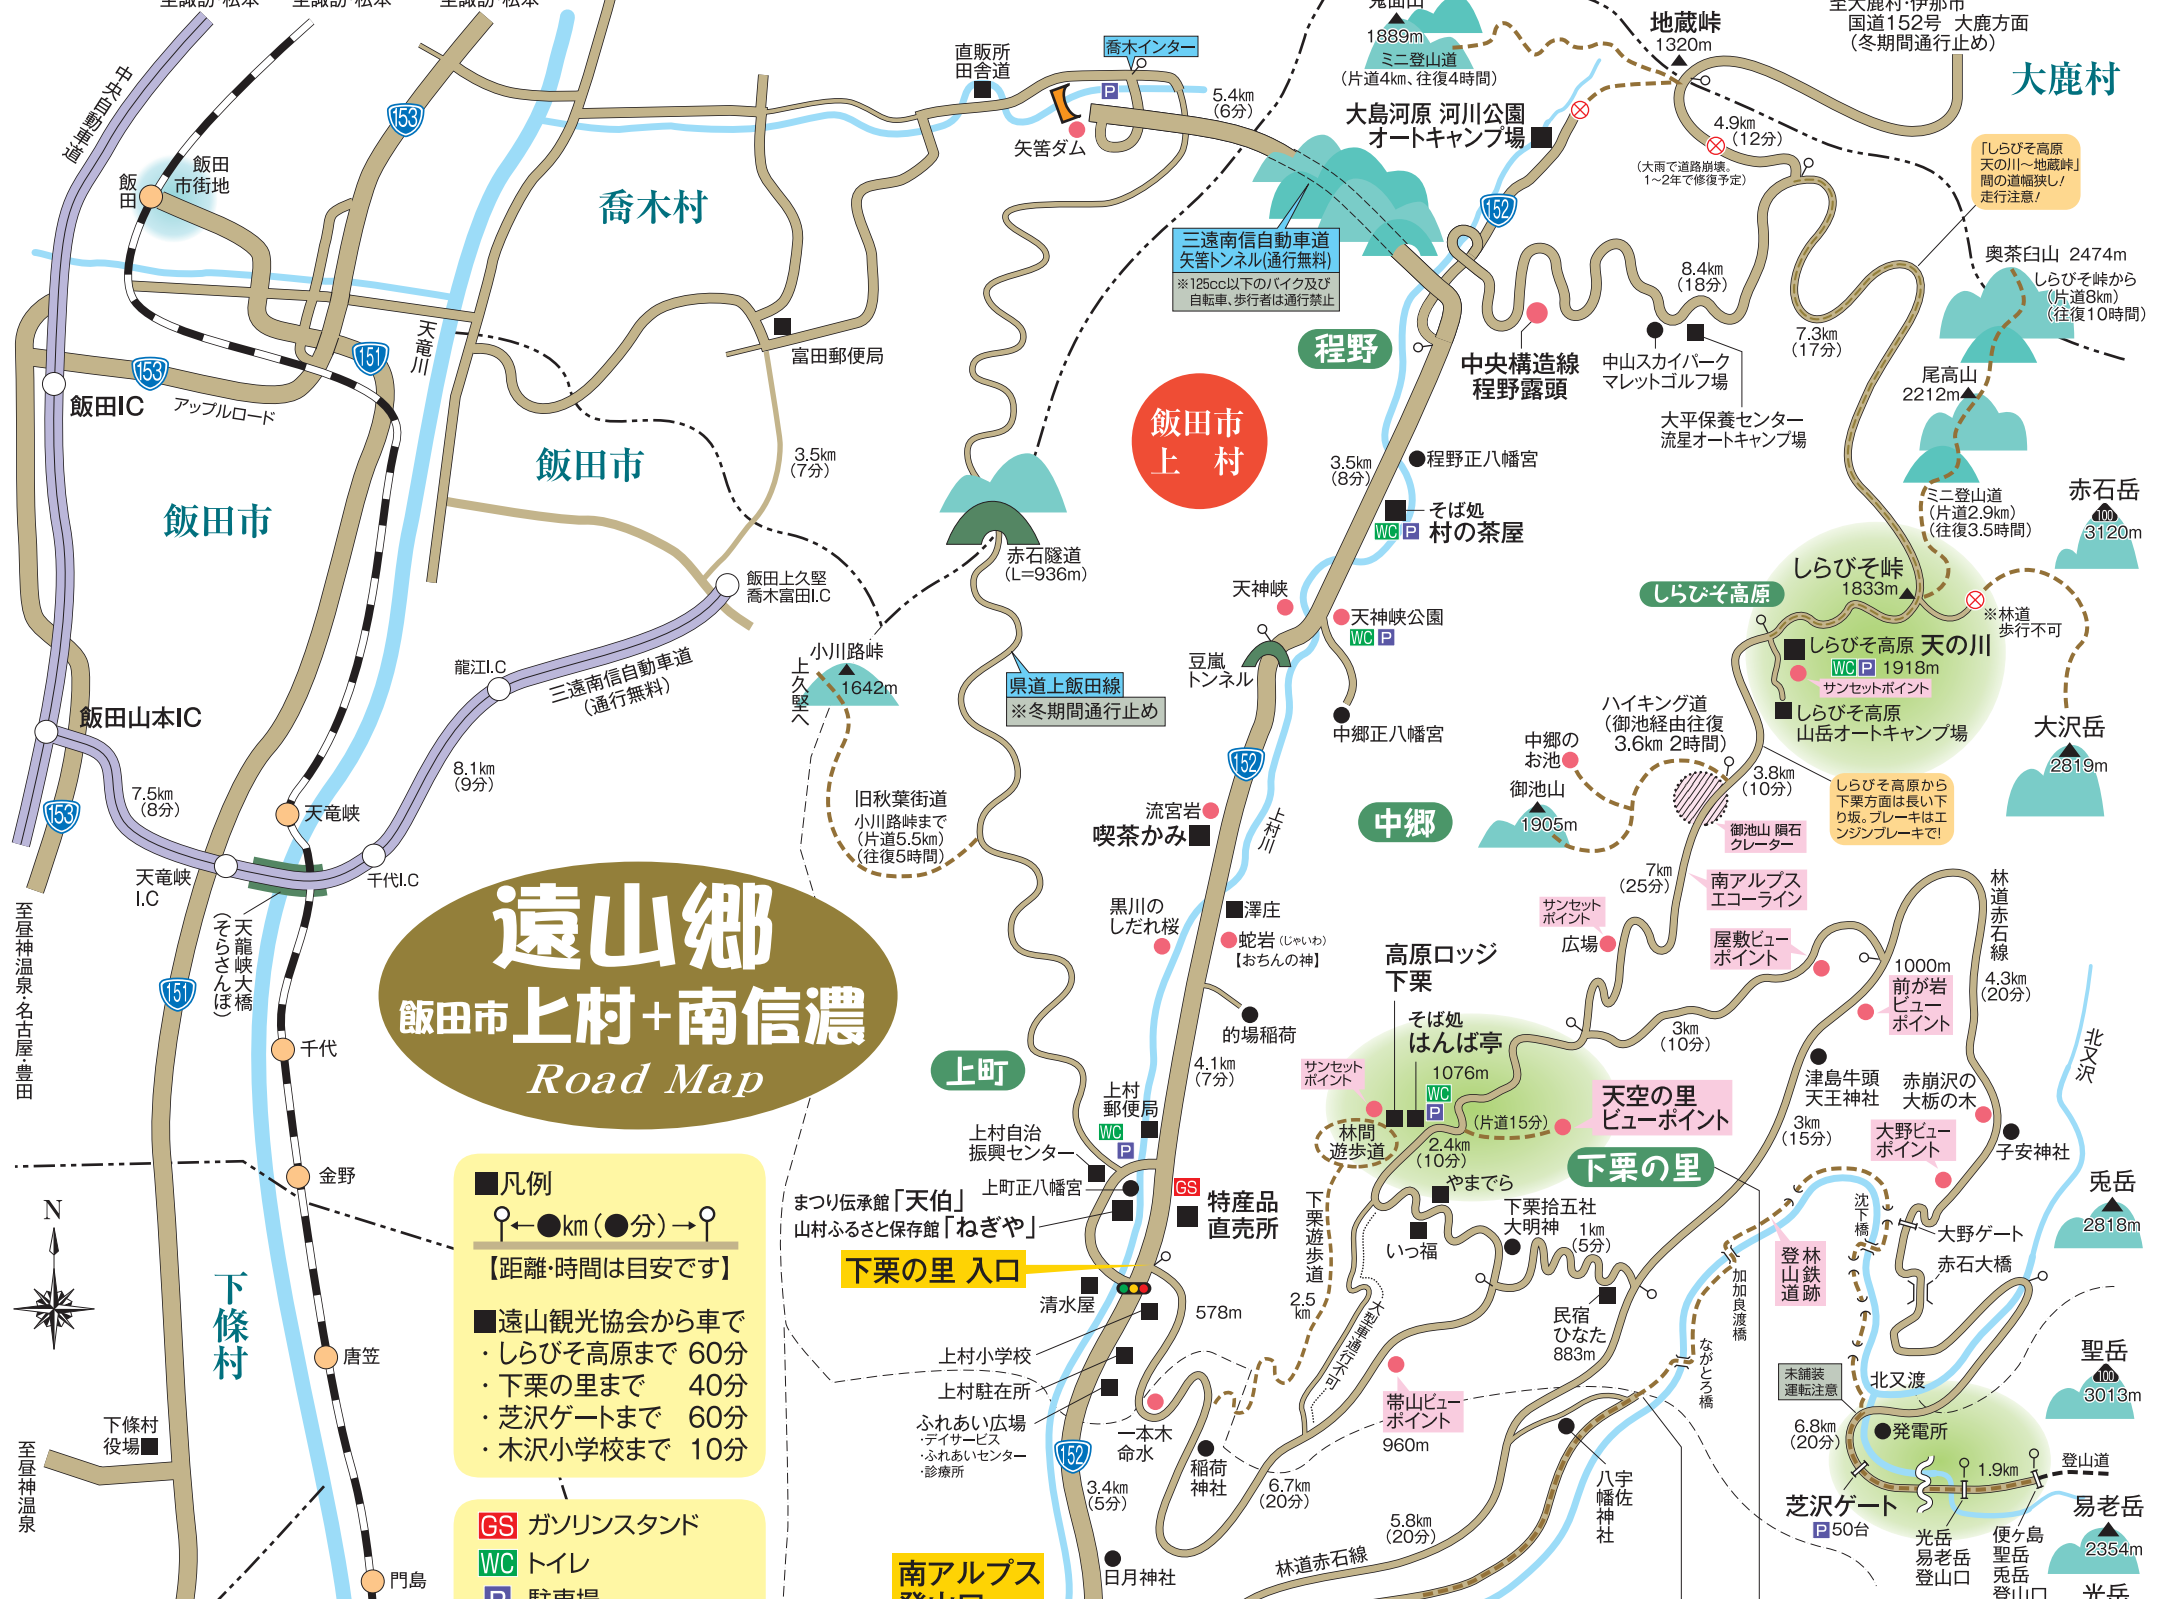 至諏訪・松本
至諏訪・松本
至諏訪・松本
中央自動車道
153
飯田
飯田
市街地
喬木村
直販所
田舎道
喬木インター
P
矢筈ダム
5.4km
(6分)
鬼面山
1889m
ミニ登山道
(片道4km、往復4時間)
大島河原 河川公園
オートキャンプ場
地蔵峠
1320m
至大鹿村・伊那市
国道152号 大鹿方面
(冬期間通行止め)
大鹿村
4.9km
(12分)
(大雨で道路崩壊。
1〜2年で修復予定)
「しらびそ高原
天の川〜地蔵峠」
間の道幅狭し!
走行注意!
152
三遠南信自動車道
矢筈トンネル(通行無料)
※125cc以下のバイク及び
自転車、歩行者は通行禁止
奥茶臼山 2474m
しらびそ峠から
(片道8km)
(往復10時間)
8.4km
(18分)
7.3km
(17分)
程野
中央構造線
程野露頭
中山スカイパーク
マレットゴルフ場
大平保養センター
流星オートキャンプ場
尾高山
2212m
ミニ登山道
(片道2.9km)
(往復3.5時間)
赤石岳
100
3120m
天竜川
富田郵便局
151
153
飯田IC
アップルロード
飯田市
飯田市
3.5km
(7分)
飯田市
上 村
3.5km
(8分)
程野正八幡宮
そば処
村の茶屋
WC P
赤石隧道
(L=936m)
飯田上久堅
喬木富田I.C
天神峡
天神峡公園
WC P
豆嵐
トンネル
中郷正八幡宮
しらびそ高原
しらびそ峠
1833m
※林道
歩行不可
しらびそ高原 天の川
WC P 1918m
サンセットポイント
しらびそ高原
山岳オートキャンプ場
小川路峠
1642m
上久堅へ
県道上飯田線
※冬期間通行止め
龍江I.C
三遠南信自動車道
(通行無料)
飯田山本IC
8.1km
(9分)
7.5km
(8分)
153
天竜峡
天竜峡
I.C
千代I.C
天龍峡大橋
(そらさんぽ)
旧秋葉街道
小川路峠まで
(片道5.5km)
(往復5時間)
152
上村川
流宮岩
喫茶かみ
中郷
中郷の
お池
御池山
1905m
ハイキング道
(御池経由往復
3.6km 2時間)
3.8km
(10分)
御池山 隕石
クレーター
しらびそ高原から
下栗方面は長い下
り坂。ブレーキはエ
ンジンブレーキで!
大沢岳
2819m
7km
(25分)
南アルプス
エコーライン
サンセット
ポイント
広場
屋敷ビュー
ポイント
林道赤石線
1000m
前が岩
ビュー
ポイント
4.3km
(20分)
北又沢
遠山郷
飯田市 上村+南信濃
Road Map
至昼神温泉・名古屋・豊田
151
千代
黒川の
しだれ桜
澤庄
蛇岩(じゃいわ)
【おちんの神】
的場稲荷
高原ロッジ
下栗
そば処
はんば亭
1076m
WC
P
サンセット
ポイント
3km
(10分)
天空の里
ビューポイント
(片道15分)
林間
遊歩道
2.4km
(10分)
下栗の里
津島牛頭
天王神社
3km
(15分)
赤崩沢の
大栃の木
大野ビュー
ポイント
子安神社
上町
4.1km
(7分)
上村
郵便局
WC
P
上村自治
振興センター
上町正八幡宮
まつり伝承館「天伯」
山村ふるさと保存館「ねぎや」
GS
特産品
直売所
下栗の里 入口
清水屋
578m
上村小学校
上村駐在所
ふれあい広場
・デイサービス
・ふれあいセンター
・診療所
一本木
命水
稲荷
神社
152
3.4km
(5分)
日月神社
やまでら
いっ福
下栗拾五社
大明神
1km
(5分)
下栗遊歩道
2.5
km
大型車通行不可
民宿
ひなた
883m
帯山ビュー
ポイント
960m
6.7km
(20分)
5.8km
(20分)
林道赤石線
八幡神社
宇佐
加加良渡橋
ながとろ橋
林鉄跡
登山道
沈下橋
大野ゲート
赤石大橋
兎岳
2818m
聖岳
100
3013m
未舗装
運転注意
北又渡
6.8km
(20分)
発電所
1.9km
登山道
芝沢ゲート
P 50台
光岳
易老岳
登山口
便ヶ島
聖岳
兎岳
登山口
易老岳
2354m
光岳
金野
唐笠
門島
N
下條村
下條村
役場
至昼神温泉
■凡例
●km(●分)
【距離・時間は目安です】
■遠山観光協会から車で
・しらびそ高原まで 60分
・下栗の里まで 40分
・芝沢ゲートまで 60分
・木沢小学校まで 10分
GS ガソリンスタンド
WC トイレ
P 駐車場
南アルプス
登山口